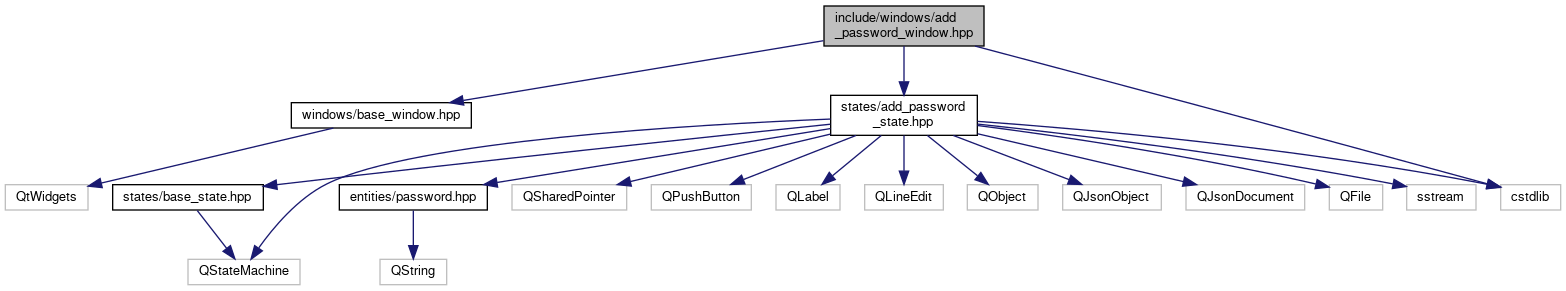 include/windows/add
_password_window.hpp
windows/base_window.hpp
states/add_password
_state.hpp
QtWidgets
states/base_state.hpp
entities/password.hpp
QSharedPointer
QPushButton
QLabel
QLineEdit
QObject
QJsonObject
QJsonDocument
QFile
sstream
cstdlib
QStateMachine
QString